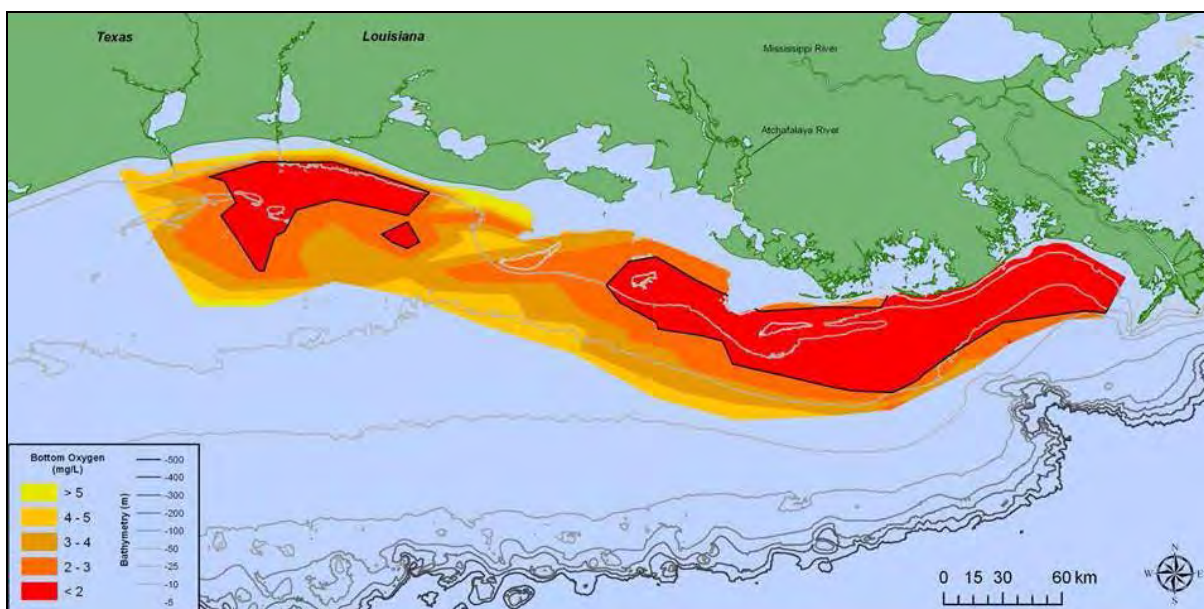 Texas
Louisiana
Mississippi River
Atchafalaya River
Bottom Oxygen
(mg/L)
> 5
4 - 5
3 - 4
2 - 3
< 2
Bathymetry (m)
-500
-400
-300
-200
-100
-50
-25
-10
-5
N
W
E
S
0 15 30 60 km